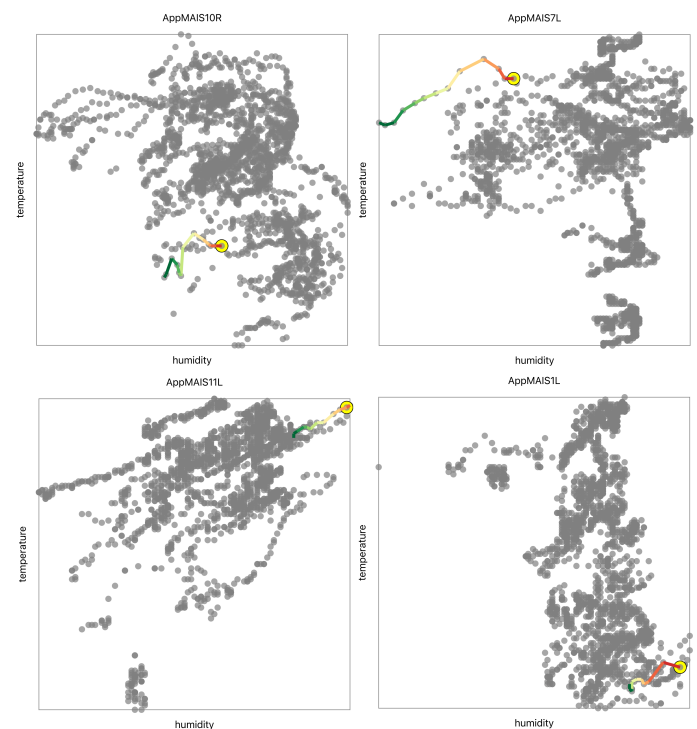 AppMAIS10R
temperature
humidity
AppMAIS7L
temperature
humidity
AppMAIS11L
temperature
humidity
AppMAIS1L
temperature
humidity